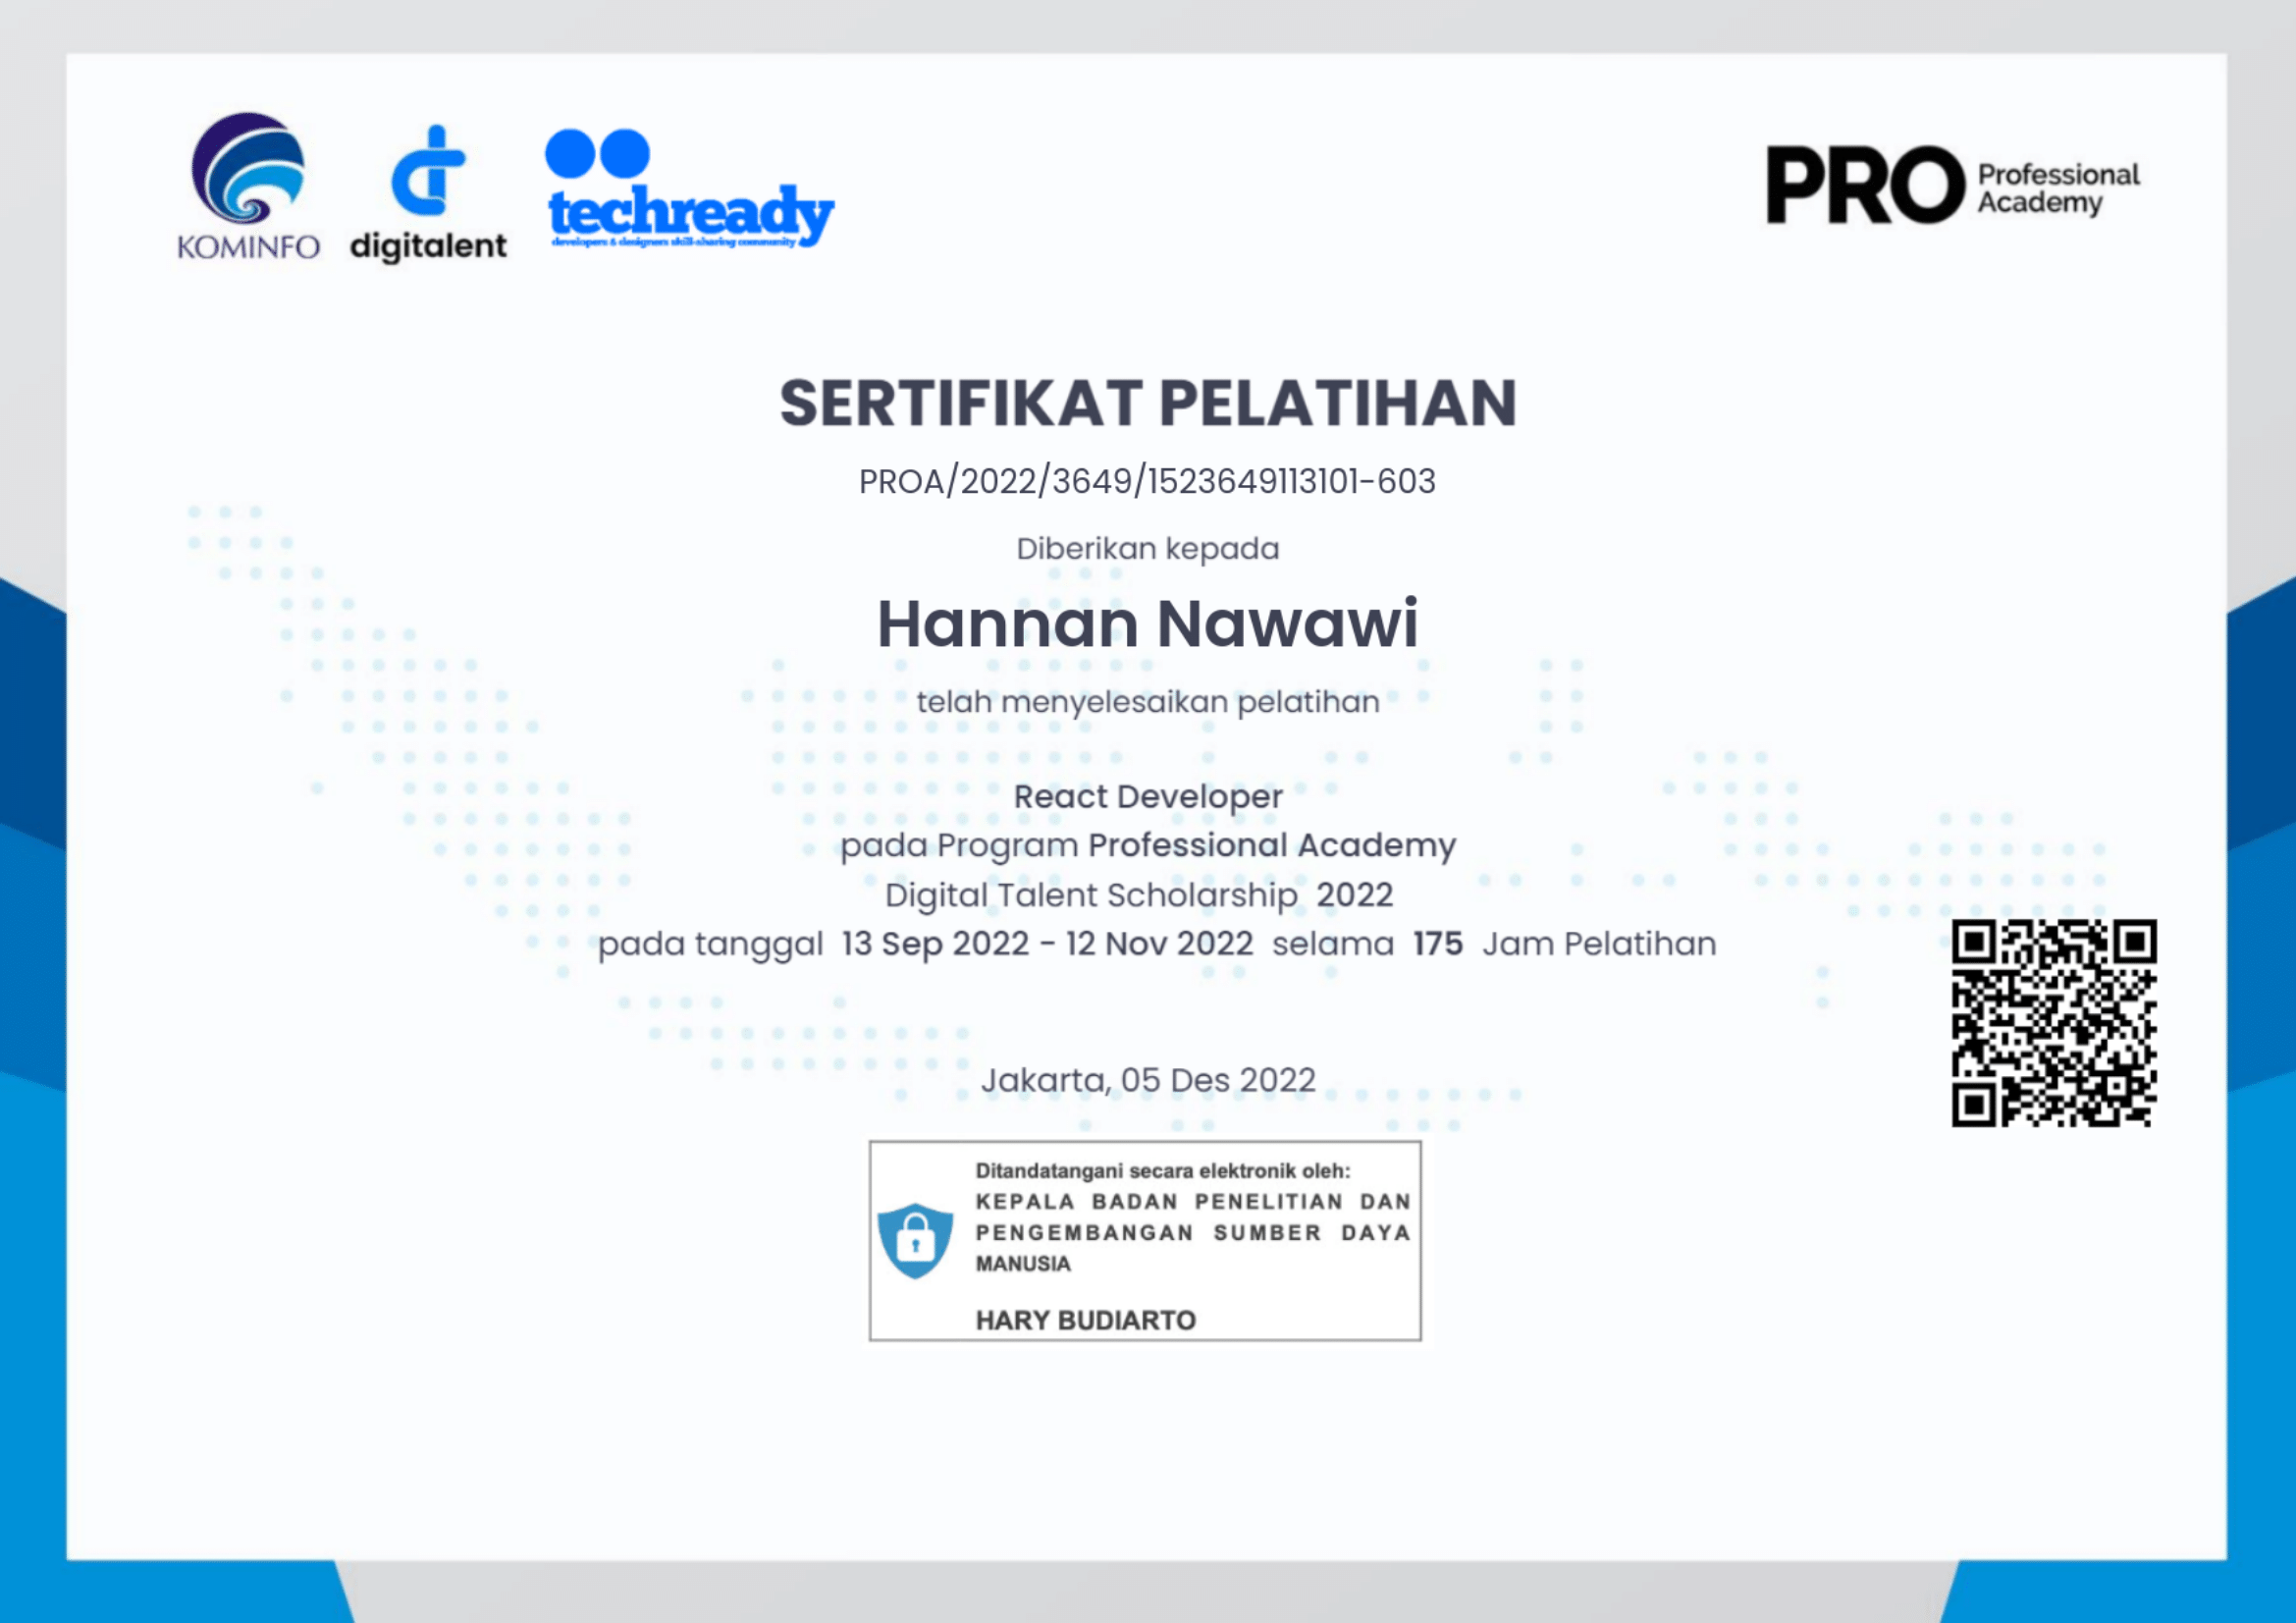 KOMINFO
digitalent
techready
developers & designers skill-sharing community
PRO Professional
Academy
SERTIFIKAT PELATIHAN
PROA/2022/3649/1523649113101-603
Diberikan kepada
Hannan Nawawi
telah menyelesaikan pelatihan
React Developer
pada Program Professional Academy
Digital Talent Scholarship 2022
pada tanggal 13 Sep 2022 - 12 Nov 2022 selama 175 Jam Pelatihan
Jakarta, 05 Des 2022
Ditandatangani secara elektronik oleh:
KEPALA BADAN PENELITIAN DAN
PENGEMBANGAN SUMBER DAYA
MANUSIA
HARY BUDIARTO